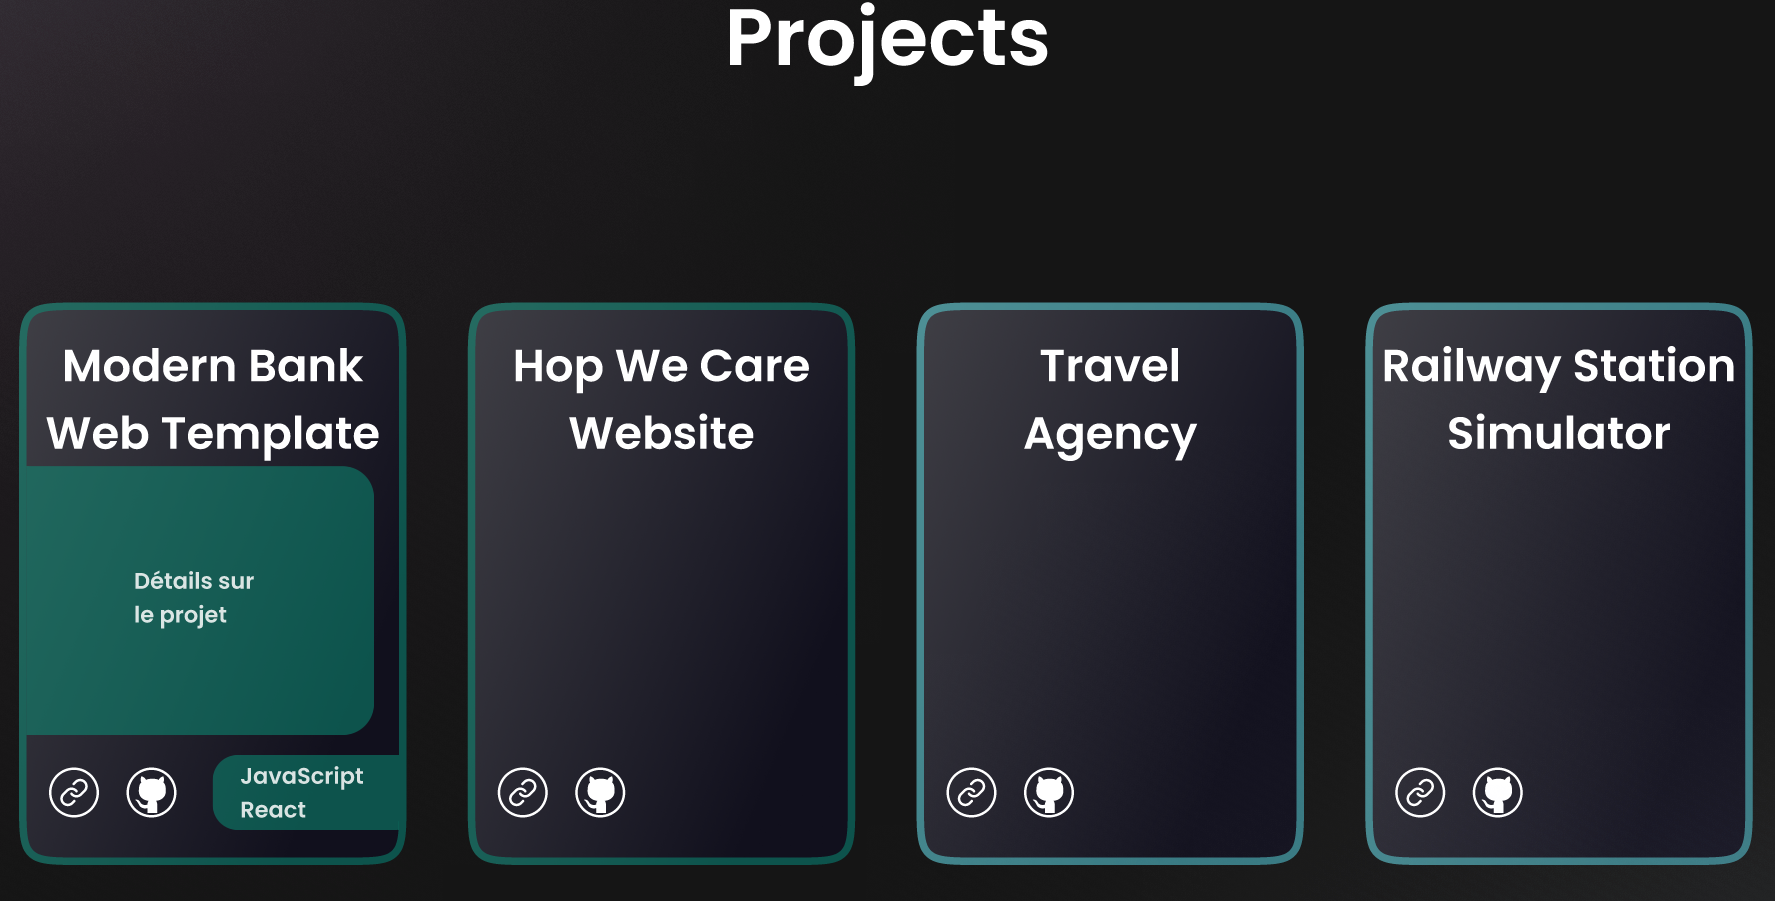 Projects
Modern Bank
Web Template
Détails sur
le projet
JavaScript
React
Hop We Care
Website
Travel
Agency
Railway Station
Simulator